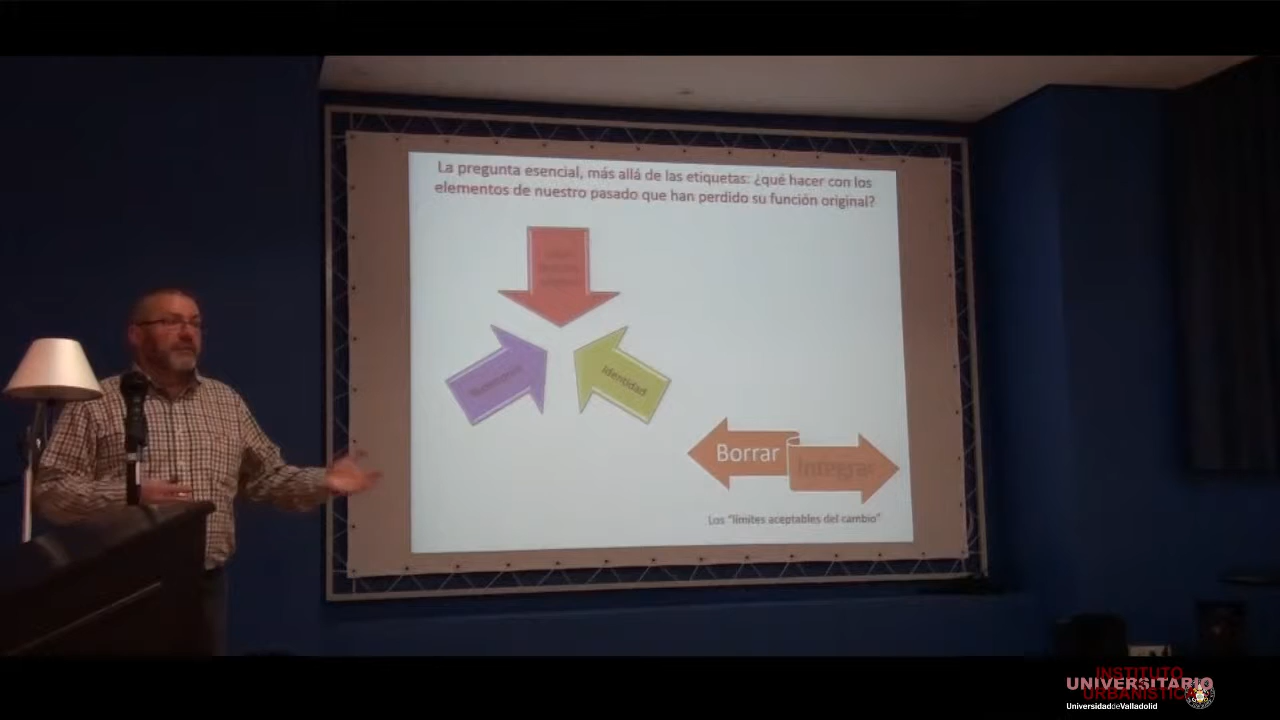 La pregunta esencial, más allá de las etiquetas: ¿qué hacer con los
elementos de nuestro pasado que han perdido su función original?
Identidad
Borrar
Integrar
Los "límites aceptables del cambio"
INSTITUTO
UNIVERSITARIO
URBANÍSTICA
UniversidaddeValladolid